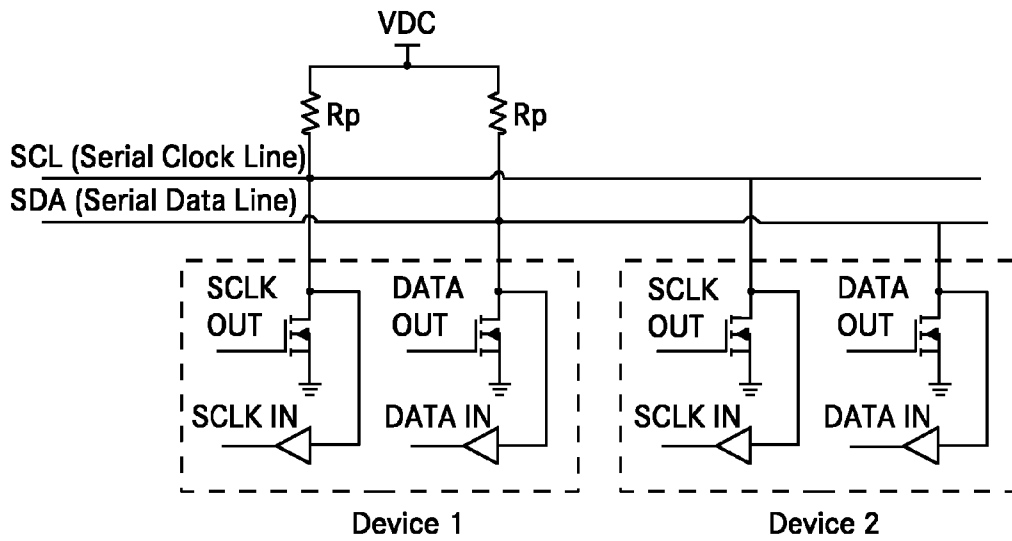 VDC
Rp
Rp
SCL (Serial Clock Line)
SDA (Serial Data Line)
SCLK
OUT
DATA
OUT
SCLK
OUT
DATA
OUT
SCLK IN
DATA IN
SCLK IN
DATA IN
Device 1
Device 2